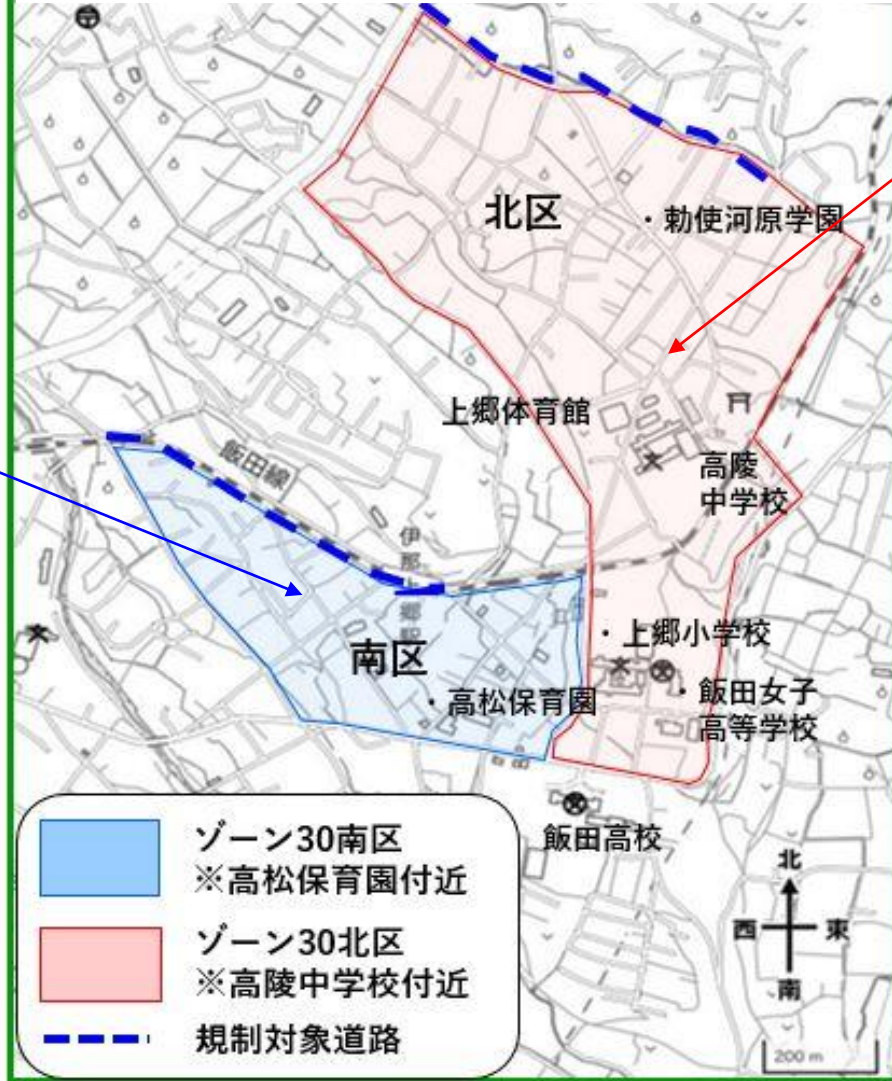 北区
・勅使河原学園
上郷体育館
高陵
中学校
飯田線
伊那上郷駅
南区
・高松保育園
・上郷小学校
・飯田女子
高等学校
飯田高校
ゾーン30南区
※高松保育園付近
ゾーン30北区
※高陵中学校付近
規制対象道路
北
西
東
南
200 m